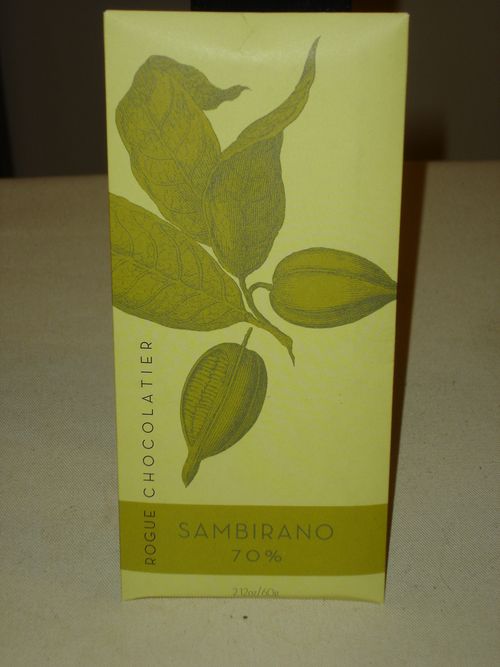 ROGUE CHOCOLATIER
SAMBIRANO
70%
2.12oz/60g